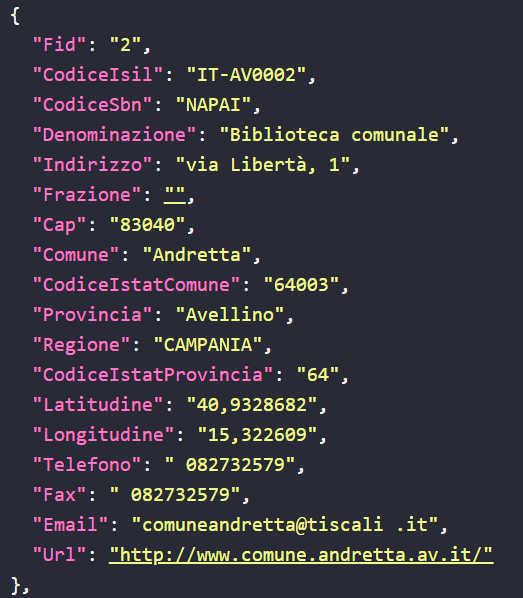 {
"Fid": "2",
"CodiceIsil": "IT-AV0002",
"CodiceSbn": "NAPAI",
"Denominazione": "Biblioteca comunale",
"Indirizzo": "via Libertà, 1",
"Frazione": "",
"Cap": "83040",
"Comune": "Andretta",
"CodiceIstatComune": "64003",
"Provincia": "Avellino",
"Regione": "CAMPANIA",
"CodiceIstatProvincia": "64",
"Latitudine": "40,9328682",
"Longitudine": "15,322609",
"Telefono": " 082732579",
"Fax": " 082732579",
"Email": "comuneandretta@tiscali .it",
"Url": "http://www.comune.andretta.av.it/"
},